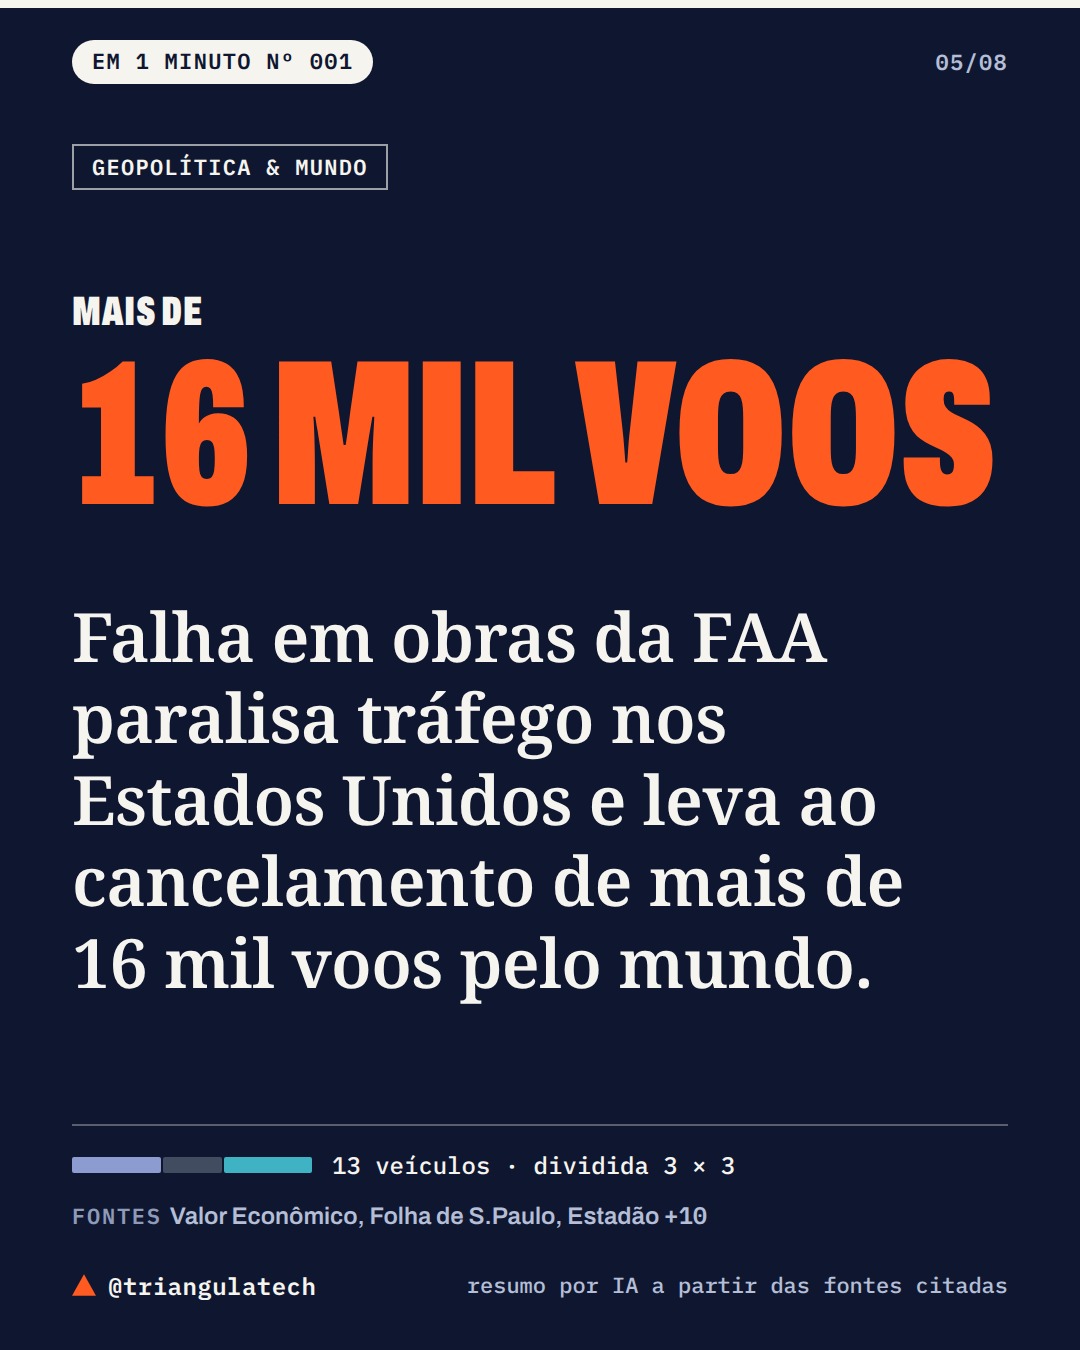 EM 1 MINUTO Nº 001
05/08
GEOPOLÍTICA & MUNDO
MAIS DE
16 MIL VOOS
Falha em obras da FAA
paralisa tráfego nos
Estados Unidos e leva ao
cancelamento de mais de
16 mil voos pelo mundo.
13 veículos · dividida 3 × 3
FONTES Valor Econômico, Folha de S.Paulo, Estadão +10
@triangulatech
resumo por IA a partir das fontes citadas